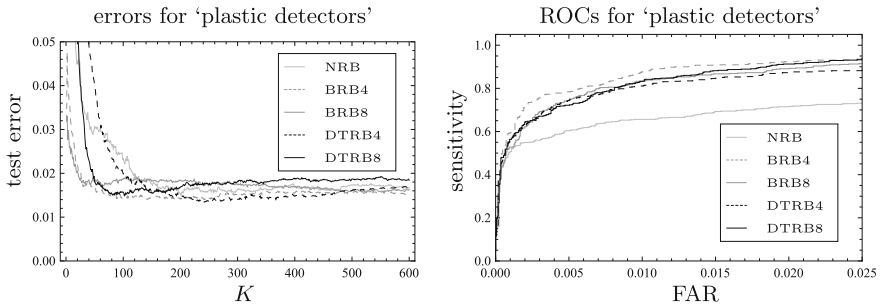 errors for ‘plastic detectors’
0.05
0.04
0.03
0.02
0.01
0.00
test error
NRB
BRB4
BRB8
DTRB4
DTRB8
0 100 200 300 400 500 600
K
ROCs for ‘plastic detectors’
1.0
0.8
0.6
0.4
0.2
0.0
sensitivity
NRB
BRB4
BRB8
DTRB4
DTRB8
0.000 0.005 0.010 0.015 0.020 0.025
FAR